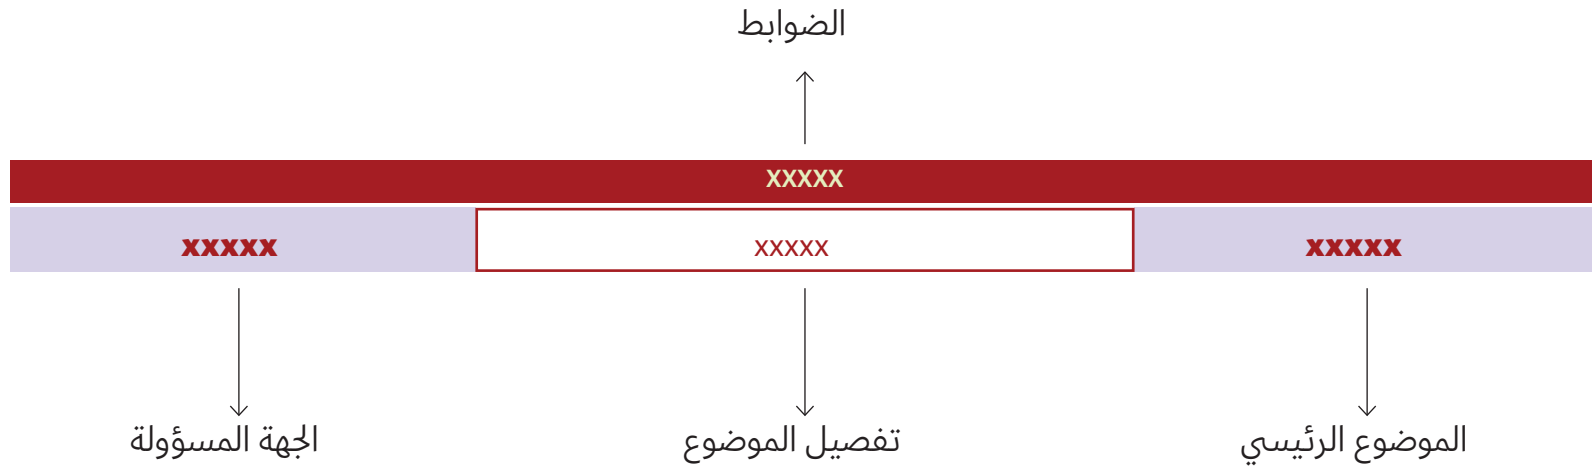 الضوابط
xxxxx
xxxxx xxxxx xxxxx
الموضوع الرئيسي تفصيل الموضوع الجهة المسؤولة